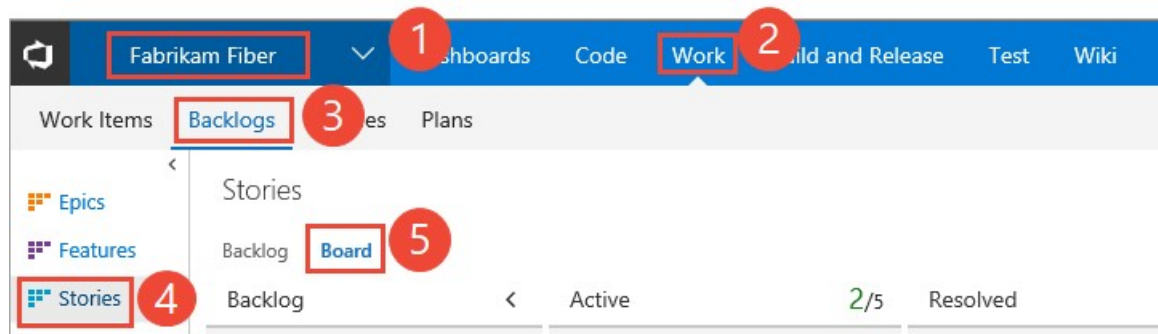 Fabrikam Fiber 1 shboards Code Work 2 ild and Release Test Wiki
Work Items Backlogs 3 es Plans
Epics Stories
Features Backlog Board 5
Stories 4 Backlog < Active 2/5 Resolved